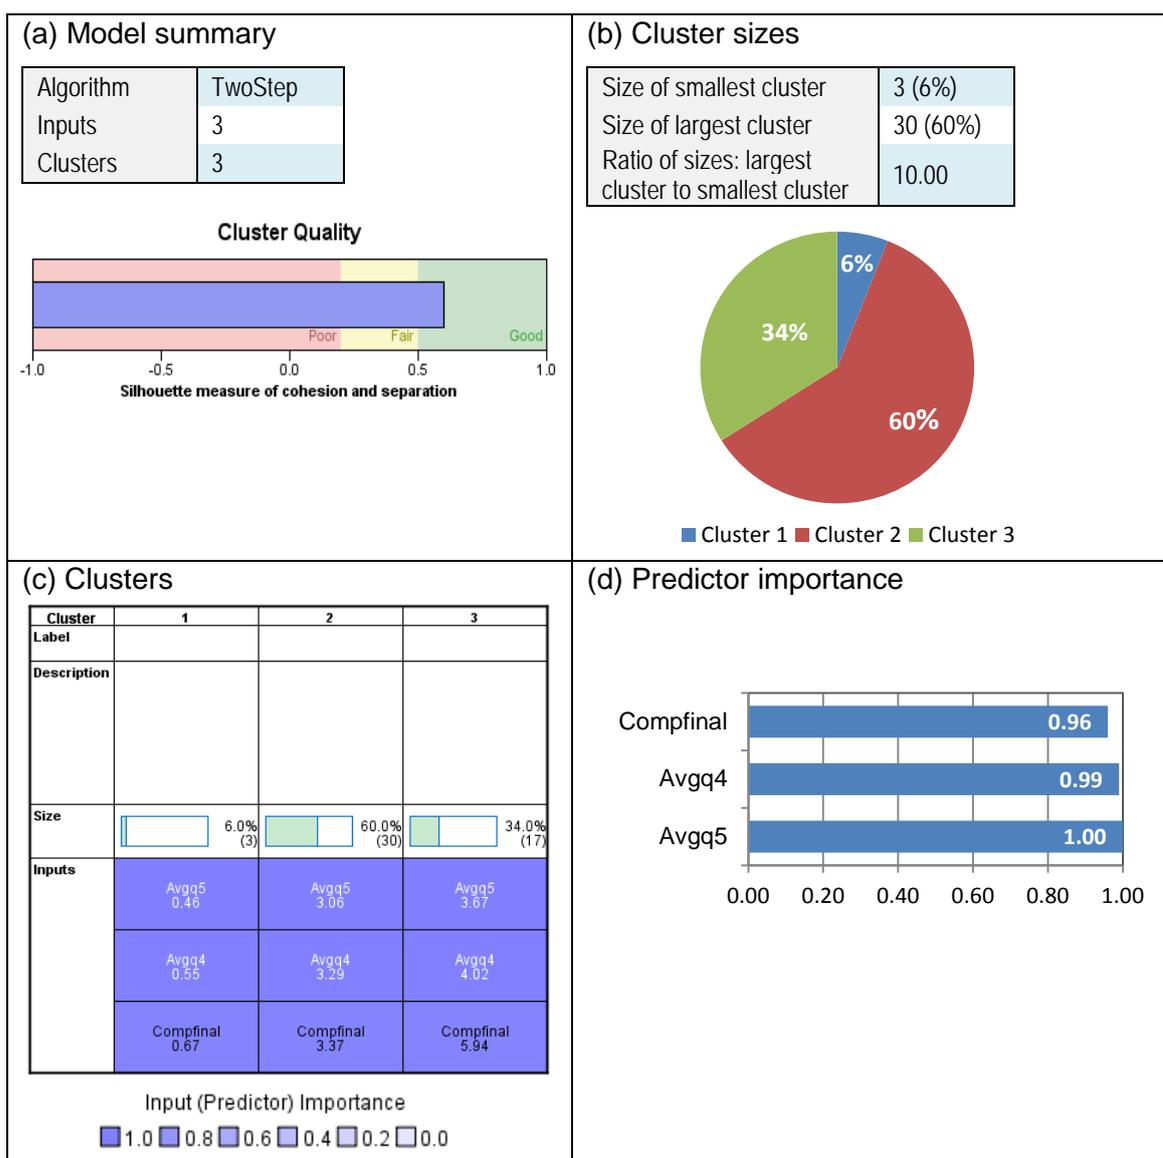 (a) Model summary
Algorithm TwoStep
Inputs 3
Clusters 3
Cluster Quality
Poor Fair Good
-1.0 -0.5 0.0 0.5 1.0
Silhouette measure of cohesion and separation
(b) Cluster sizes
Size of smallest cluster 3 (6%)
Size of largest cluster 30 (60%)
Ratio of sizes: largest
cluster to smallest cluster 10.00
6%
34%
60%
Cluster 1 Cluster 2 Cluster 3
(c) Clusters
Cluster 1 2 3
Label
Description
Size 6.0% 60.0% 34.0%
(3) (30) (17)
Inputs
Avgq5 Avgq5 Avgq5
0.46 3.06 3.67
Avgq4 Avgq4 Avgq4
0.55 3.29 4.02
Compfinal Compfinal Compfinal
0.67 3.37 5.94
Input (Predictor) Importance
1.0 0.8 0.6 0.4 0.2 0.0
(d) Predictor importance
Compfinal 0.96
Avgq4 0.99
Avgq5 1.00
0.00 0.20 0.40 0.60 0.80 1.00